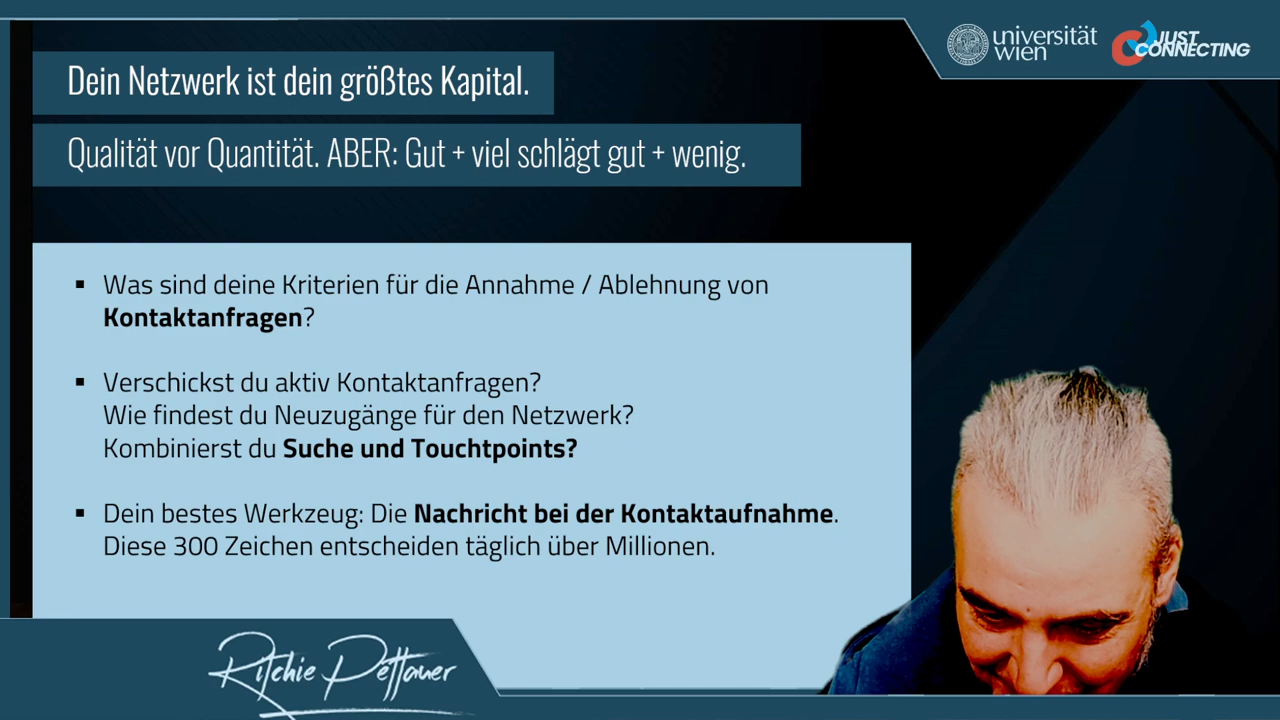 universität
wien
JUST
CONNECTING
Dein Netzwerk ist dein größtes Kapital.
Qualität vor Quantität. ABER: Gut + viel schlägt gut + wenig.
▪ Was sind deine Kriterien für die Annahme / Ablehnung von
Kontaktanfragen?
▪ Verschickst du aktiv Kontaktanfragen?
Wie findest du Neuzugänge für den Netzwerk?
Kombinierst du Suche und Touchtpoints?
▪ Dein bestes Werkzeug: Die Nachricht bei der Kontaktaufnahme.
Diese 300 Zeichen entscheiden täglich über Millionen.
Ritchie Pettauer